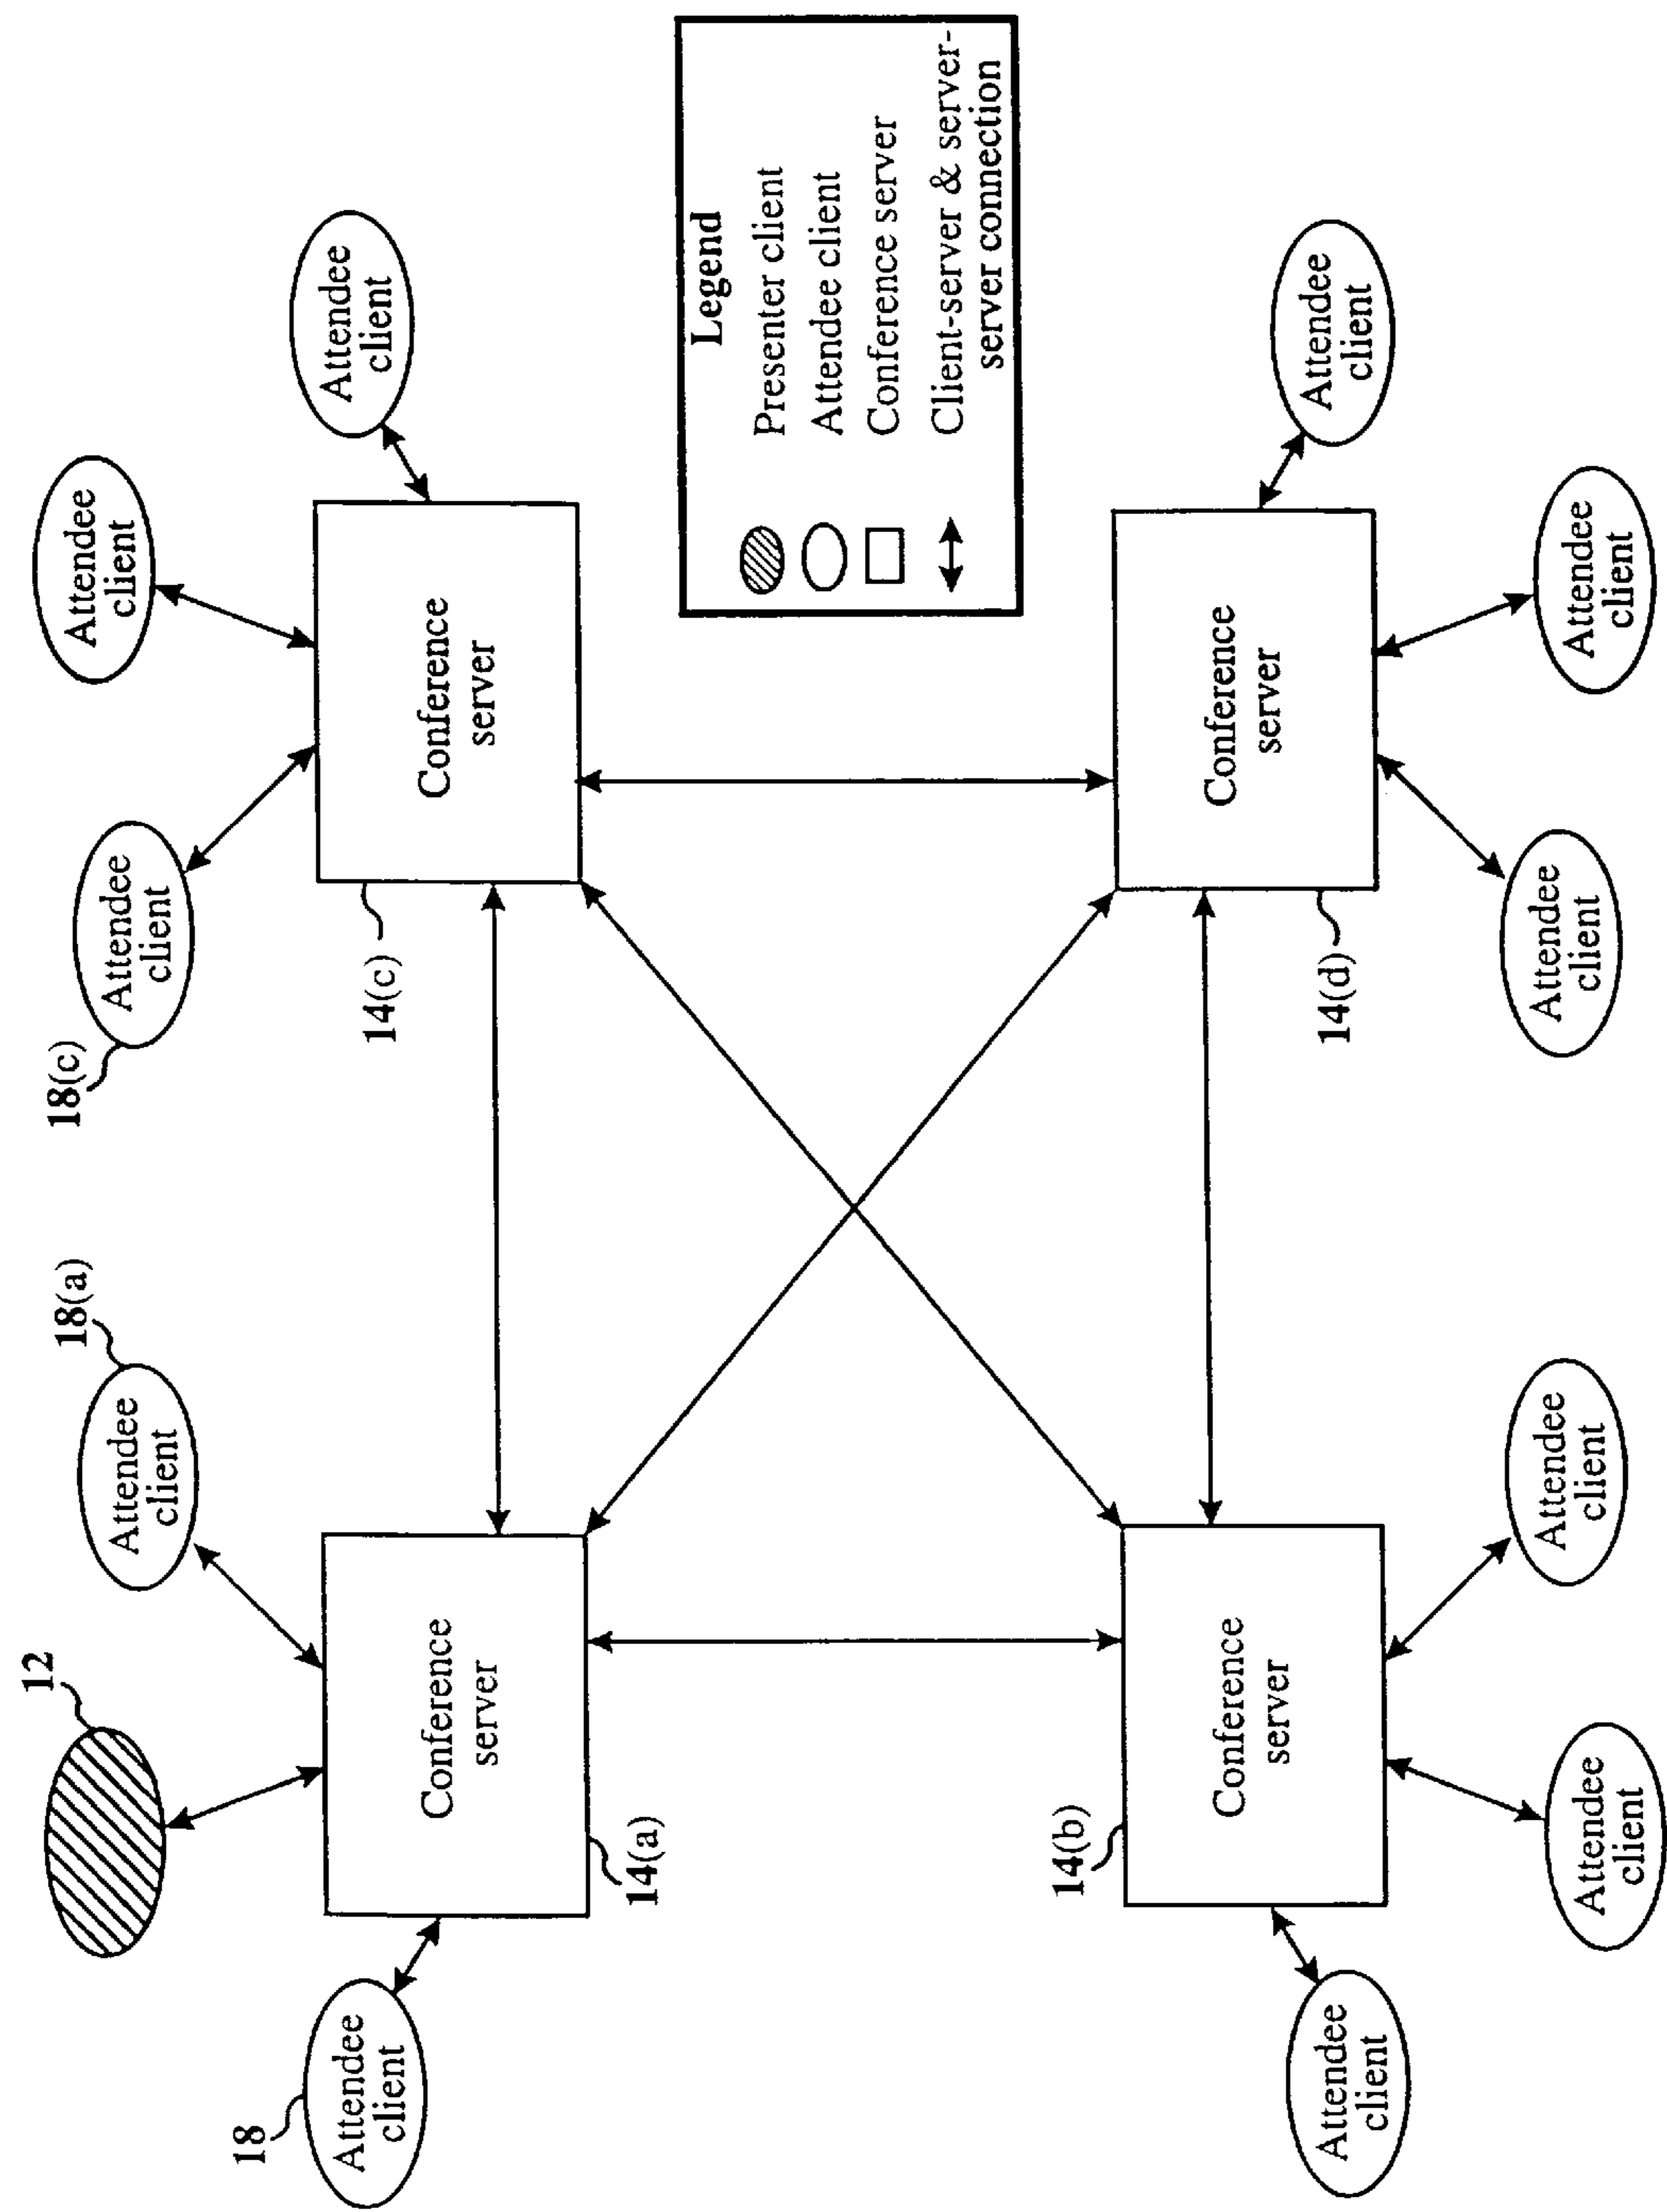 12
18(a)
18(c)
Attendee
client
Attendee
client
Attendee
client
18
Attendee
client
Attendee
client
Conference
server
Conference
server
14(a)
14(c)
Legend
Presenter client
Attendee client
Conference server
Client-server & server-
server connection
14(b)
14(d)
Conference
server
Conference
server
Attendee
client
Attendee
client
Attendee
client
Attendee
client
Attendee
client
Attendee
client